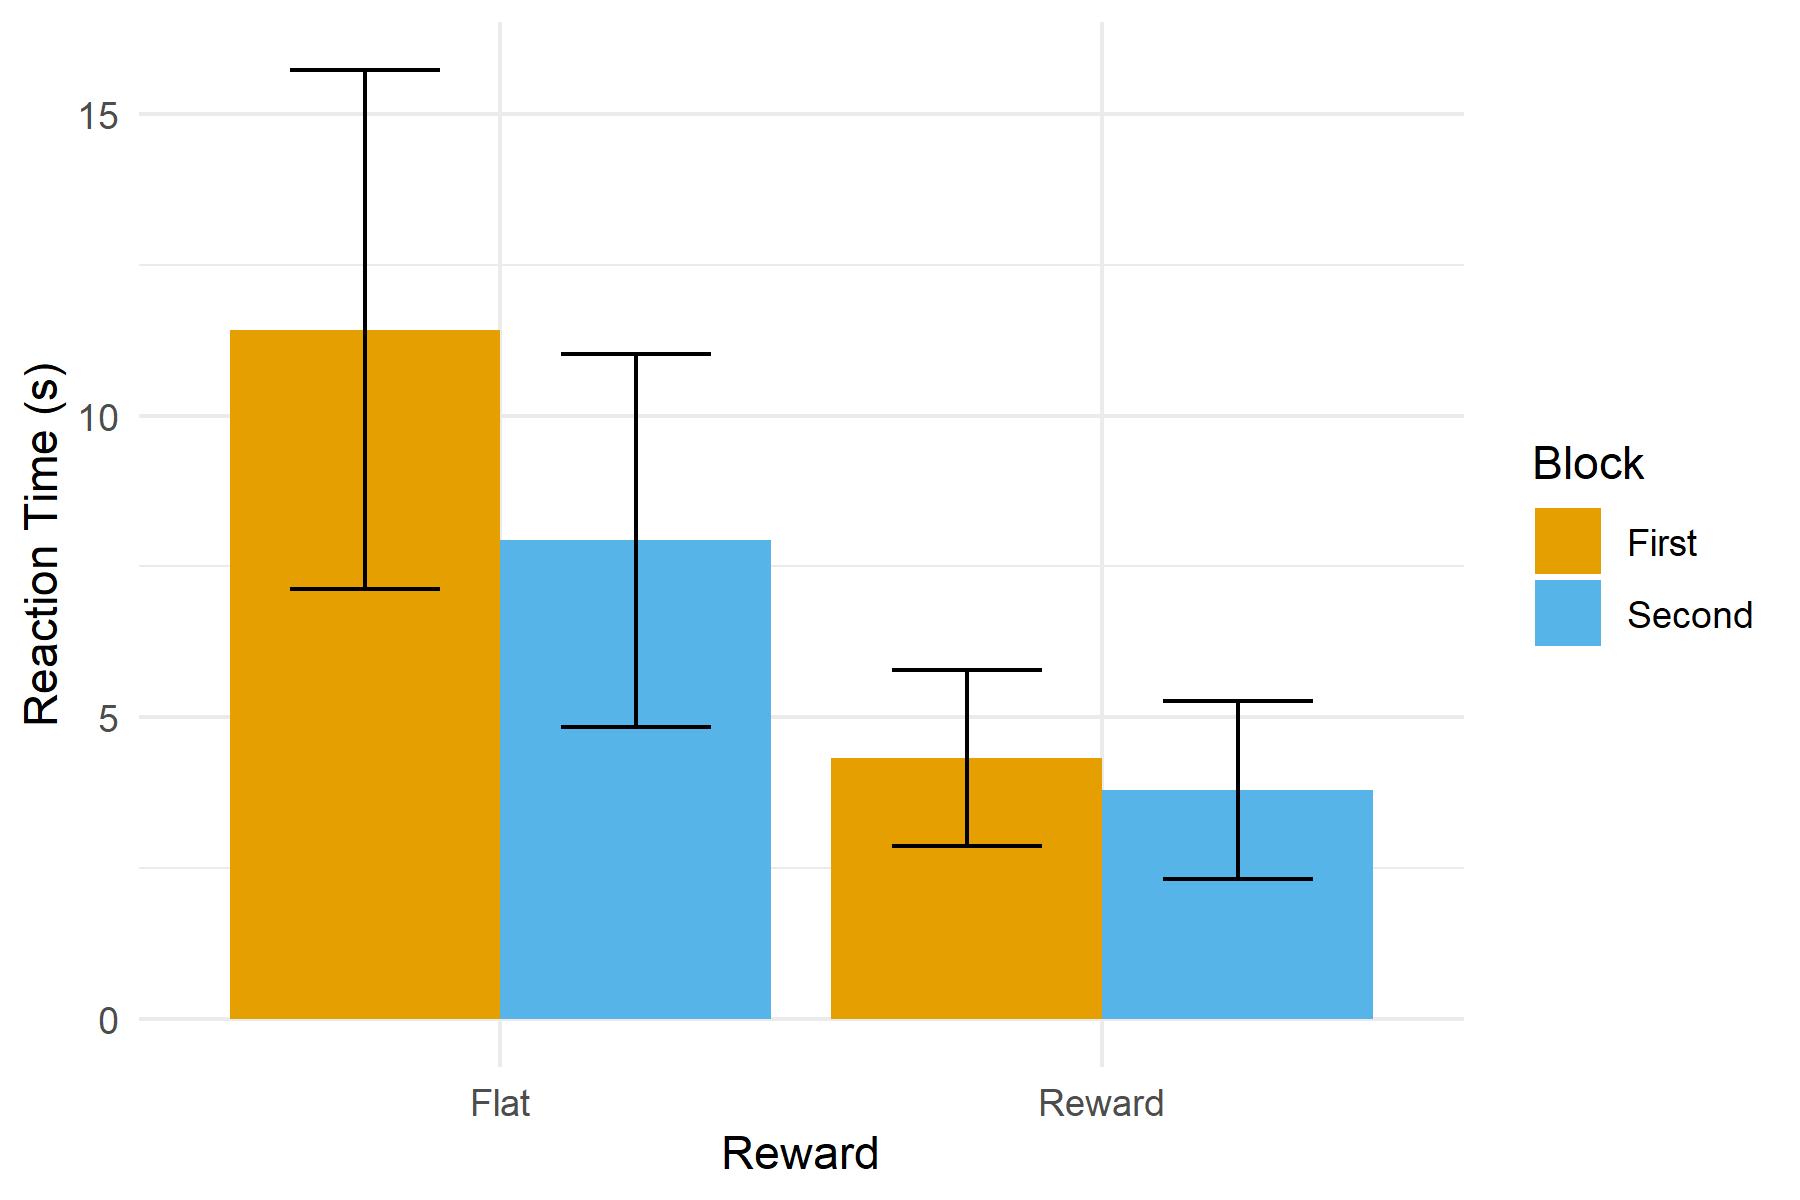 Reaction Time (s)
15
10
5
0
Flat
Reward
Reward
Block
First
Second